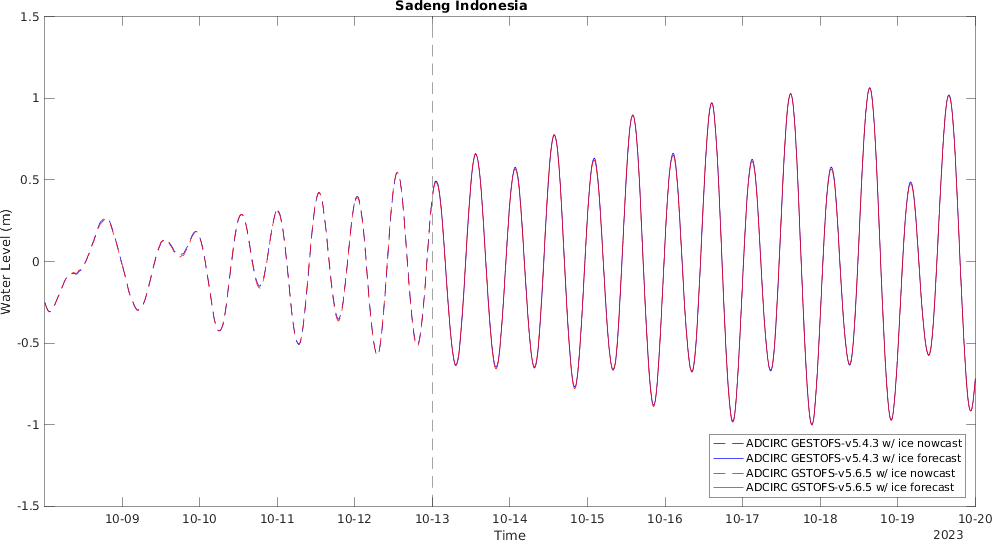 Sadeng Indonesia
1.5
1
0.5
0
-0.5
-1
-1.5
Water Level (m)
10-09 10-10 10-11 10-12 10-13 10-14 10-15 10-16 10-17 10-18 10-19 10-20
Time
2023
ADCIRC GESTOFS-v5.4.3 w/ ice nowcast
ADCIRC GESTOFS-v5.4.3 w/ ice forecast
ADCIRC GSTOFS-v5.6.5 w/ ice nowcast
ADCIRC GSTOFS-v5.6.5 w/ ice forecast